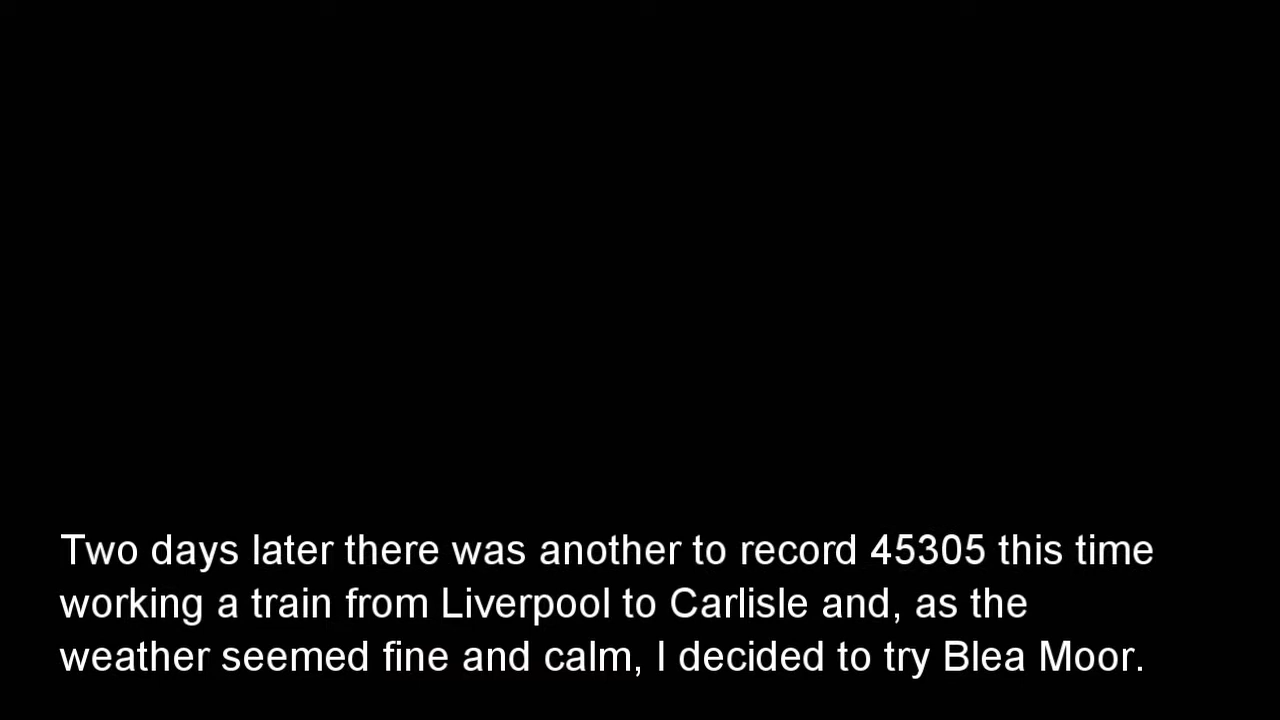 Two days later there was another to record 45305 this time
working a train from Liverpool to Carlisle and, as the
weather seemed fine and calm, I decided to try Blea Moor.